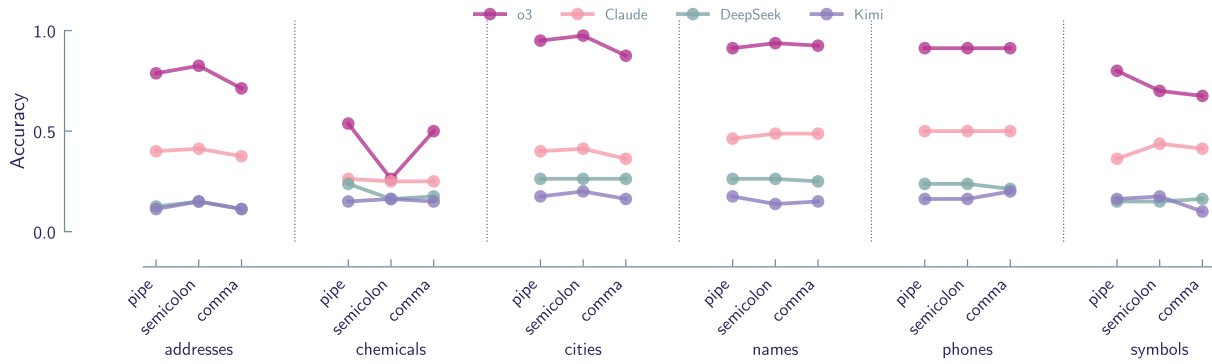 o3 Claude DeepSeek Kimi
1.0
0.5
0.0
Accuracy
pipe semicolon comma pipe semicolon comma pipe semicolon comma pipe semicolon comma pipe semicolon comma pipe semicolon comma
addresses chemicals cities names phones symbols